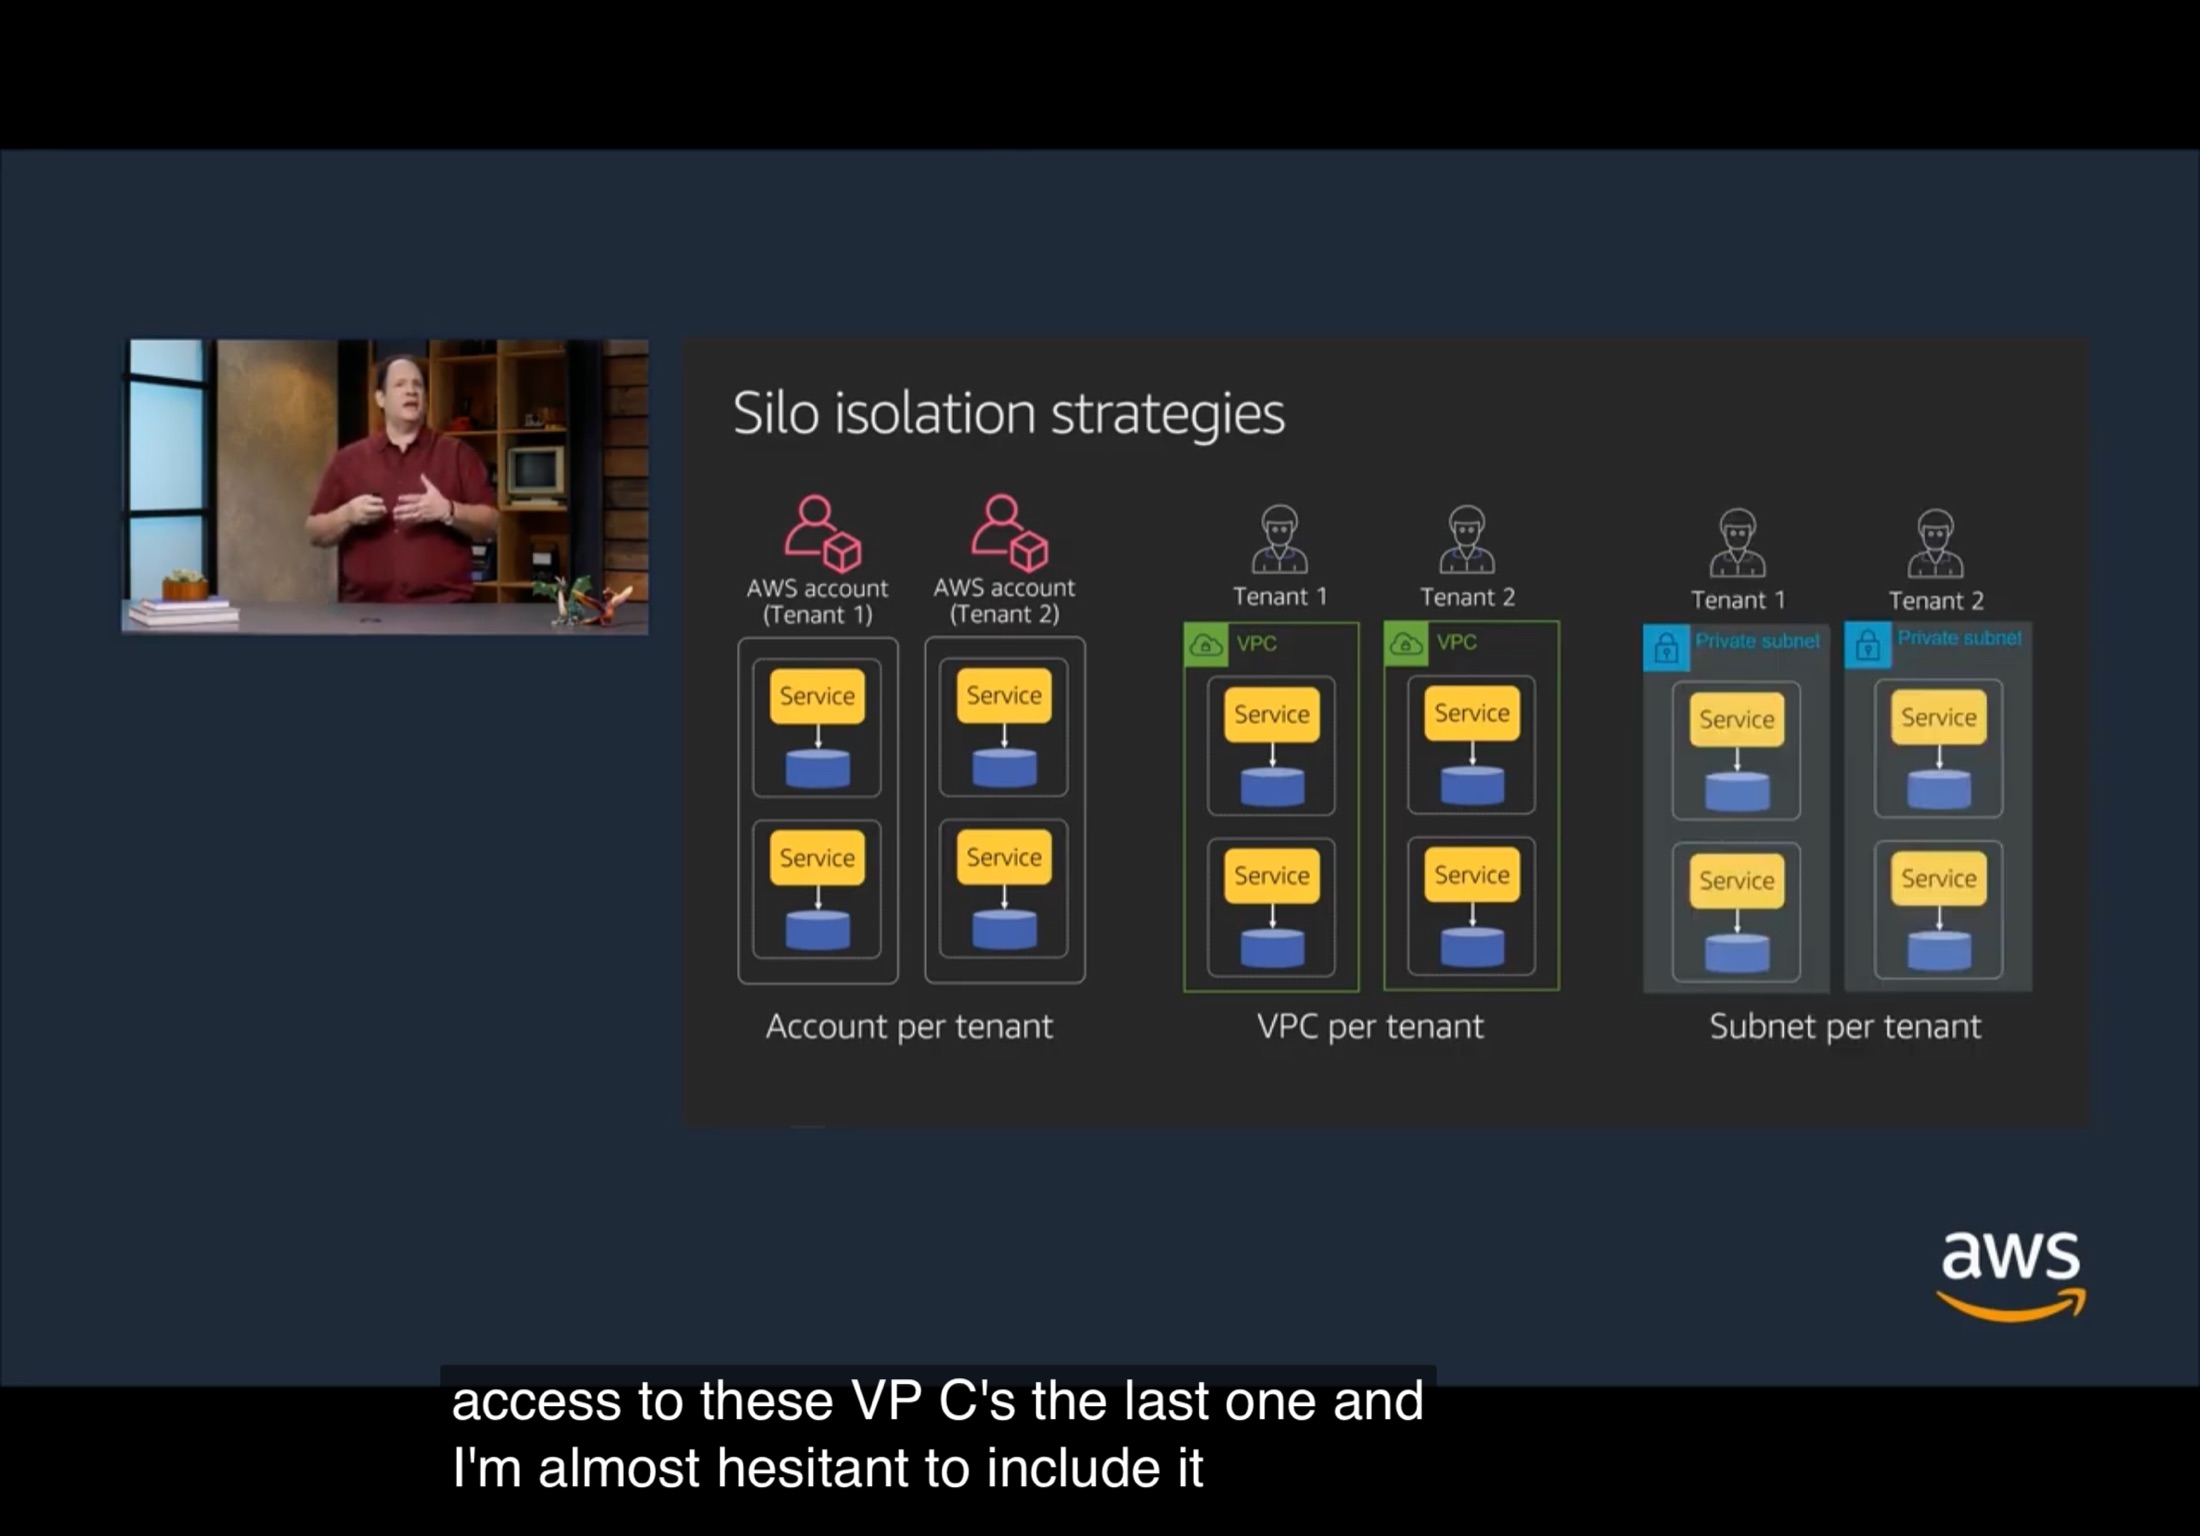 Silo isolation strategies
AWS account
(Tenant 1)
AWS account
(Tenant 2)
Service
Service
Service
Service
Account per tenant
Tenant 1
Tenant 2
VPC
VPC
Service
Service
Service
Service
VPC per tenant
Tenant 1
Tenant 2
Private subnet
Private subnet
Service
Service
Service
Service
Subnet per tenant
aws
access to these VP C's the last one and
I'm almost hesitant to include it